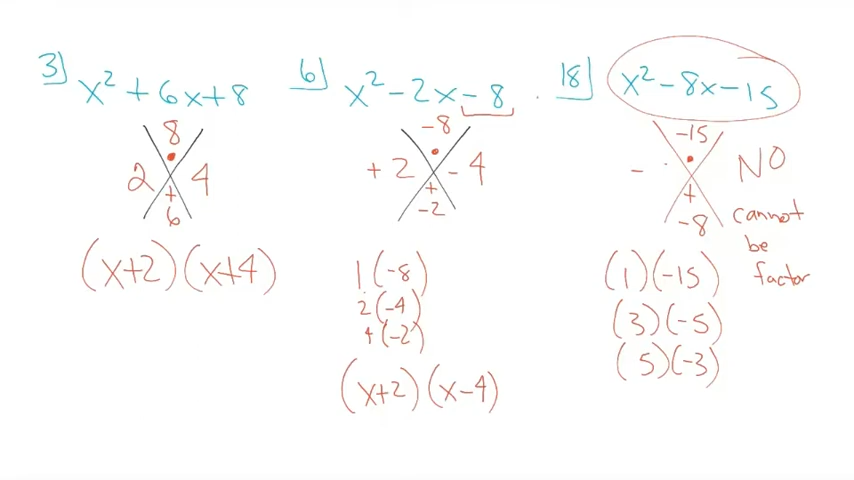 3] x² + 6x + 8
8
2 4
+
6
(x+2)(x+4)
6] x² - 2x - 8
-8
+ 2 - 4
+
-2
1(-8)
2(-4)
4(-2)
(x+2)(x-4)
18] x² - 8x - 15
-15
-
+
-8
NO
cannot
be
factor
(1)(-15)
(3)(-5)
(5)(-3)